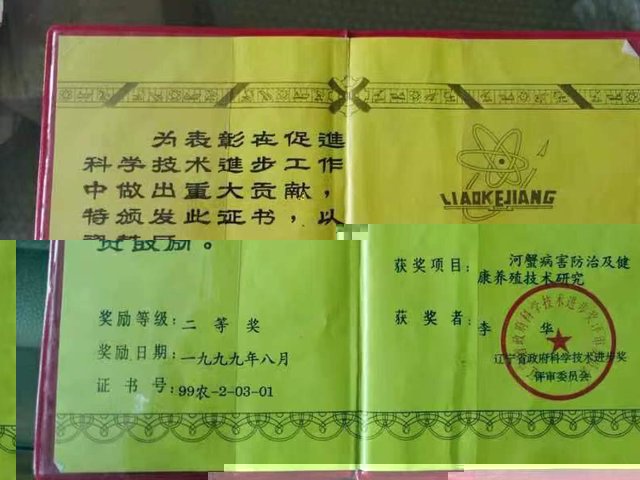 为表彰在促進
科学技术進步工作
中做出重大贡献，
特颁发此证书，以
资鼓励。
奖励等级：二等奖
奖励日期：一九九九年八月
证书号：99农-2-03-01
LIAOKEJIANG
获奖项目：河蟹病害防治及健
康养殖技术研究
获奖者：李 华
辽宁省政府科学技术进步奖
评审委员会